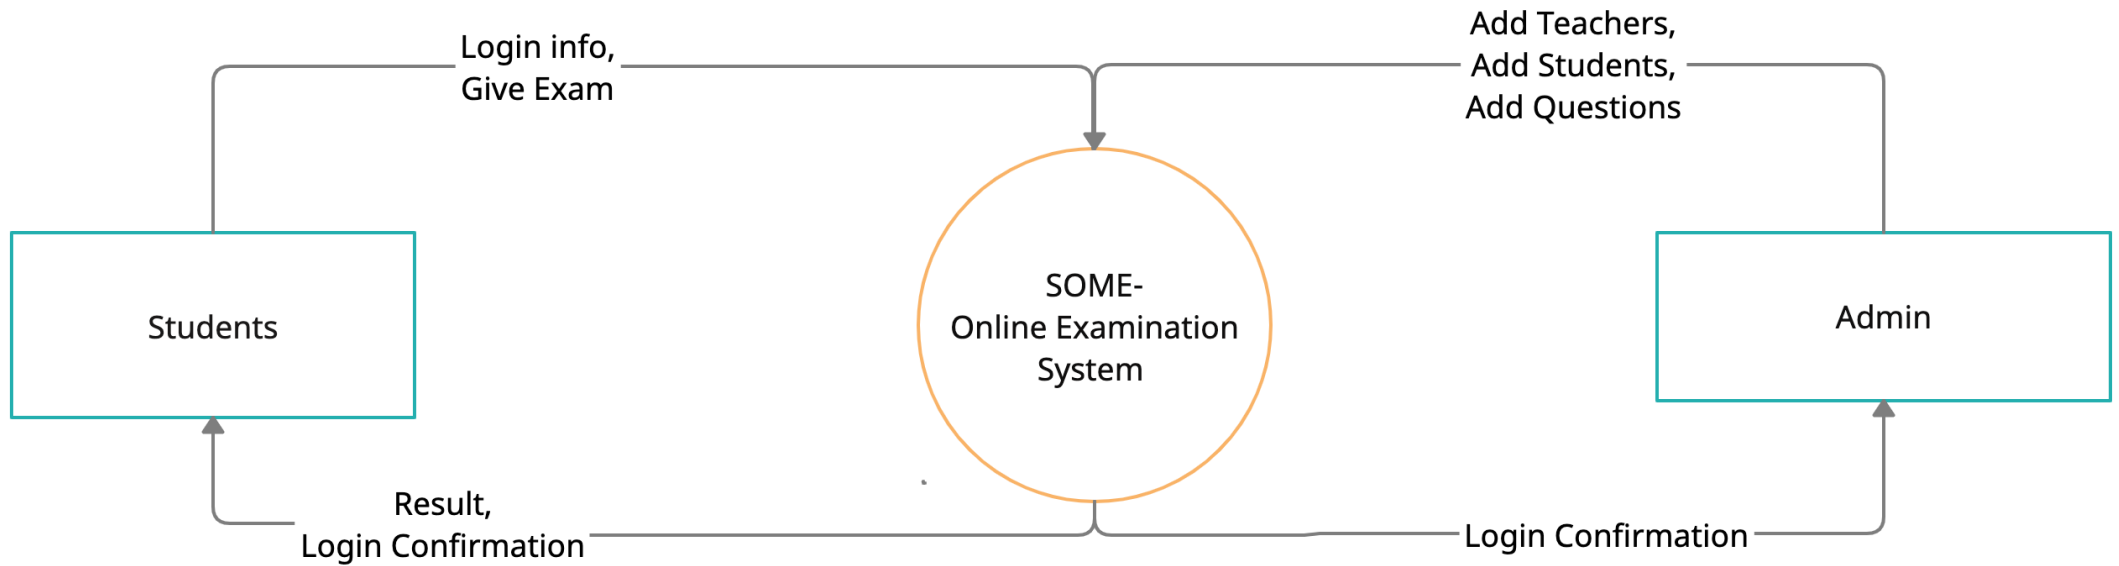 Login info,
Give Exam
Add Teachers,
Add Students,
Add Questions
Students
SOME-
Online Examination
System
Admin
Result,
Login Confirmation
Login Confirmation